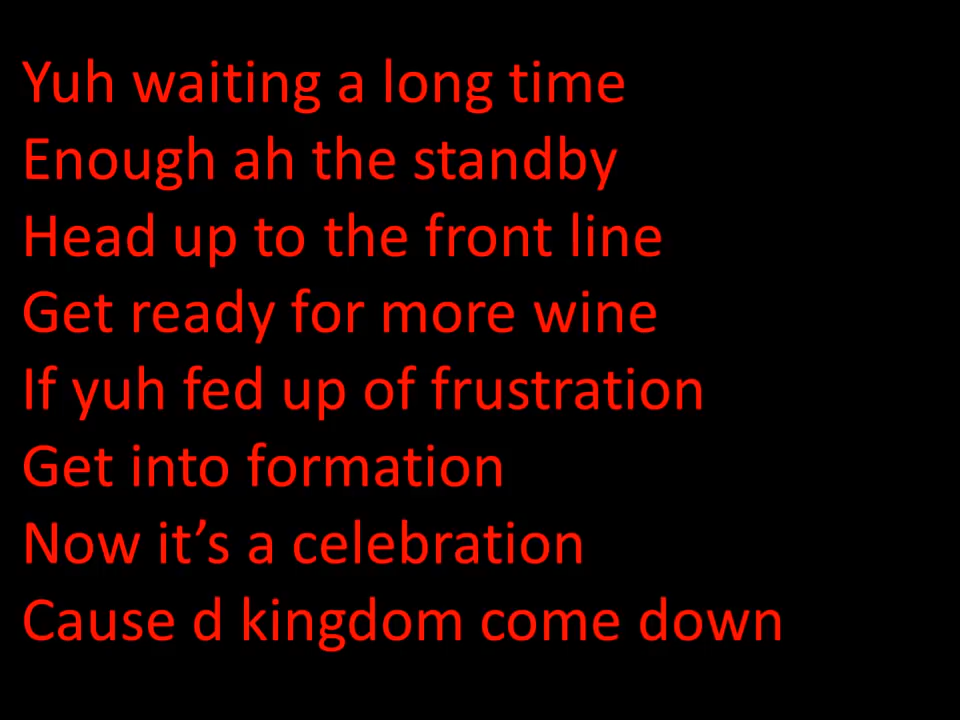 Yuh waiting a long time
Enough ah the standby
Head up to the front line
Get ready for more wine
If yuh fed up of frustration
Get into formation
Now it’s a celebration
Cause d kingdom come down